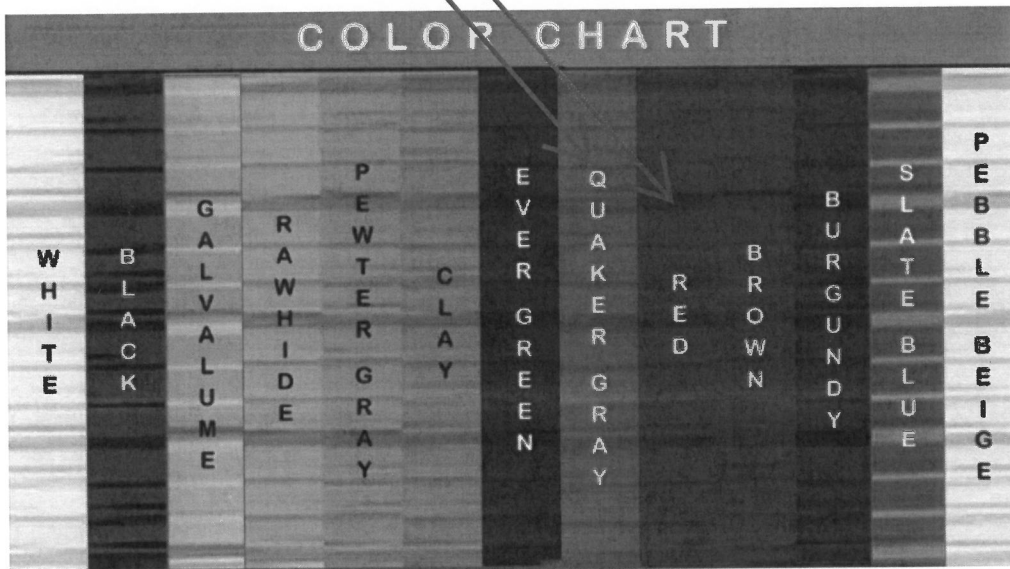 COLOR CHART
WHITE
BLACK
GALVALUME
RAWHIDE
PEWTER GRAY
CLAY
EVER GREEN
QUAKER GRAY
RED
BROWN
BURGUNDY
SLATE BLUE
PEBBLE BEIGE